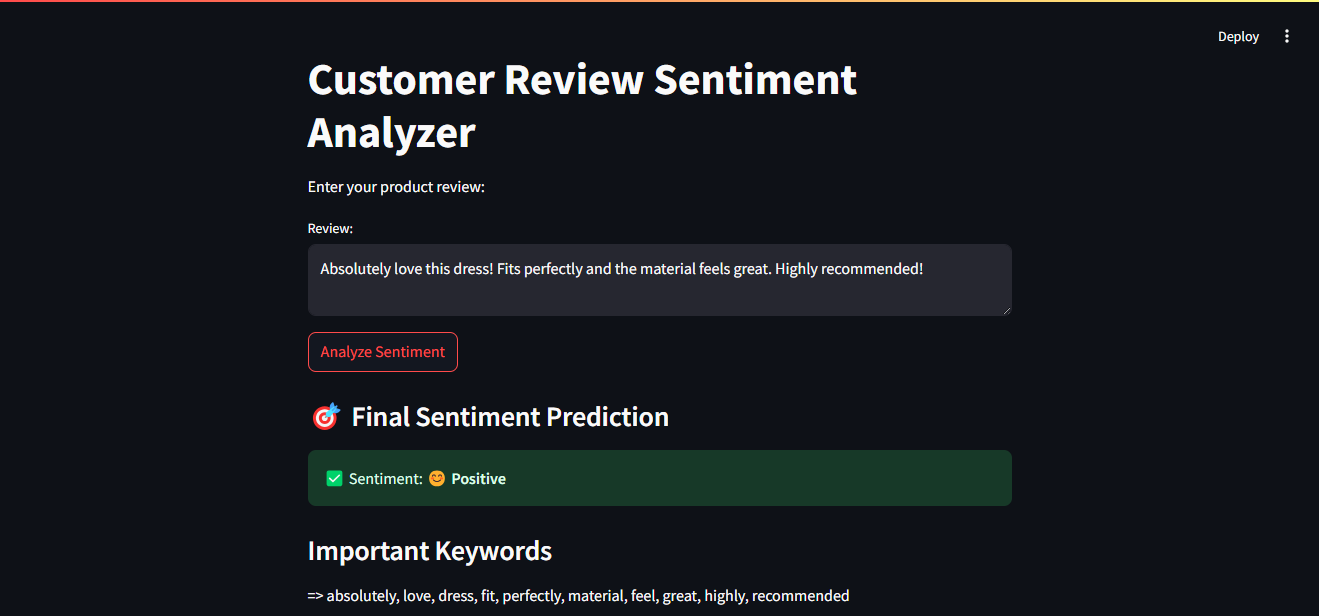 Deploy
Customer Review Sentiment
Analyzer
Enter your product review:
Review:
Absolutely love this dress! Fits perfectly and the material feels great. Highly recommended!
Analyze Sentiment
🎯 Final Sentiment Prediction
✅ Sentiment: 😊 Positive
Important Keywords
=> absolutely, love, dress, fit, perfectly, material, feel, great, highly, recommended